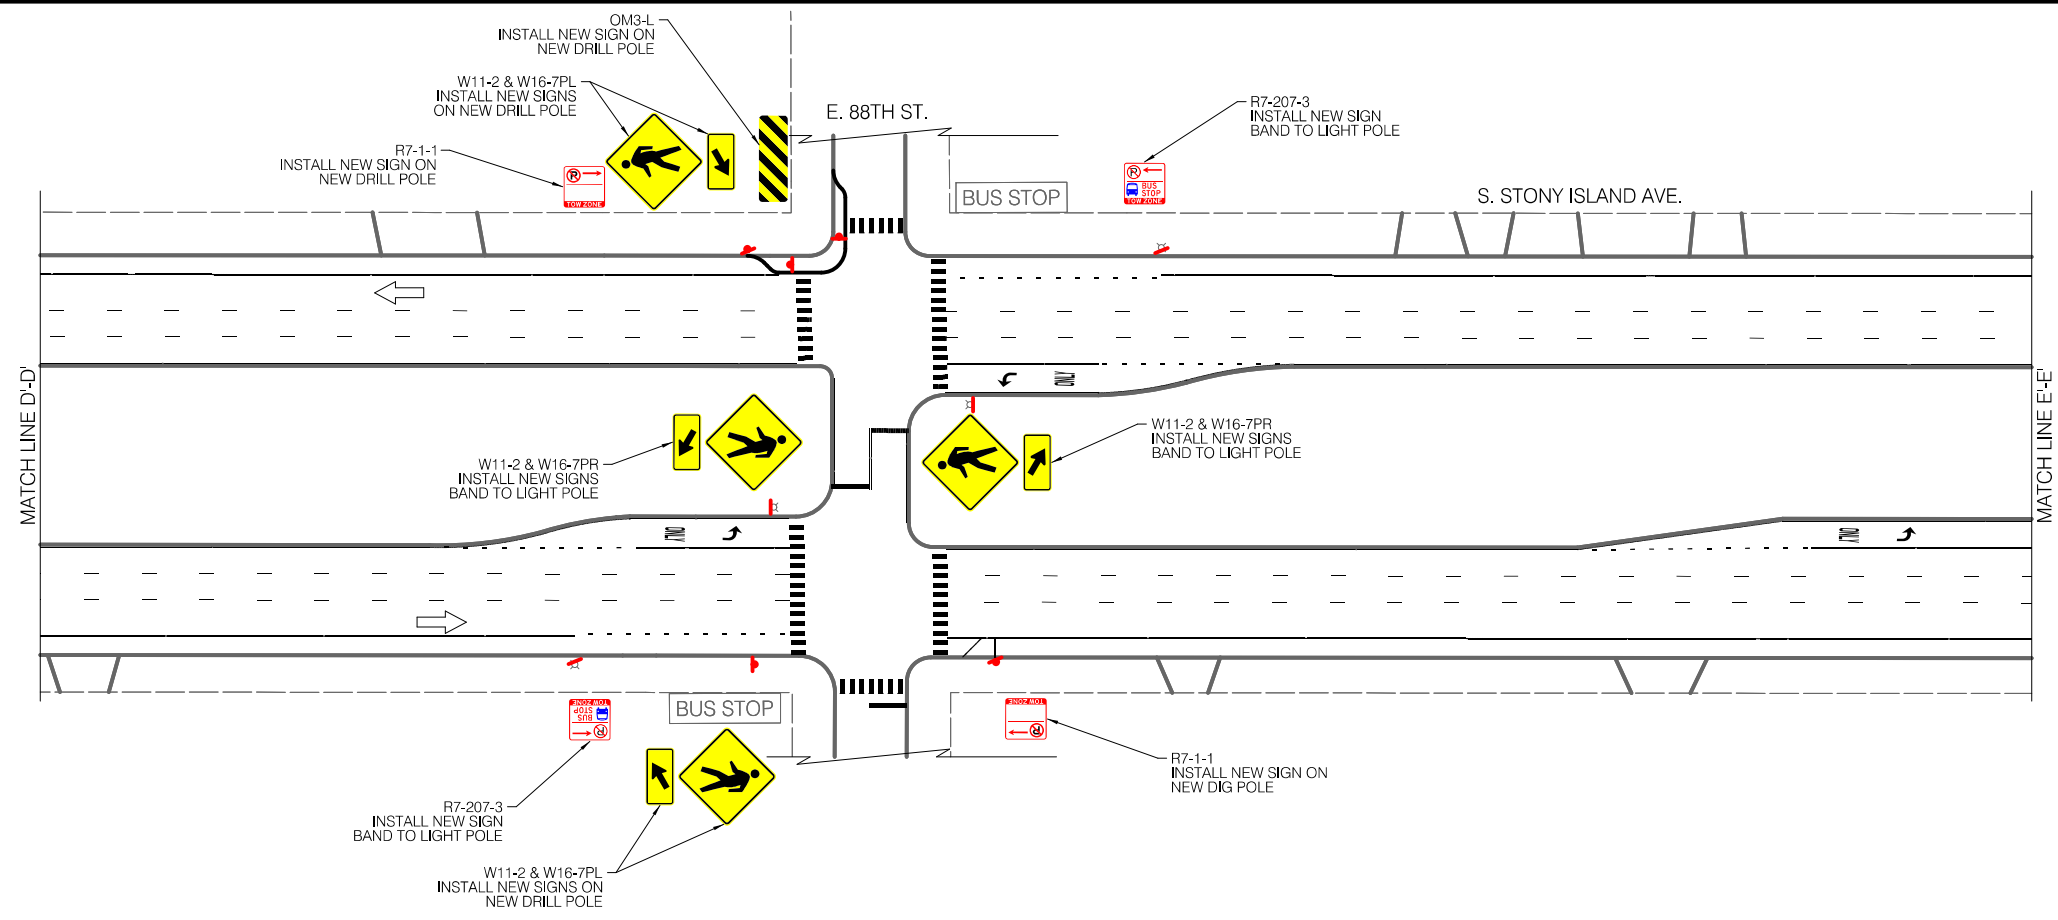 OM3-L
INSTALL NEW SIGN ON
NEW DRILL POLE
W11-2 & W16-7PL
INSTALL NEW SIGNS
ON NEW DRILL POLE
R7-1-1
INSTALL NEW SIGN ON
NEW DRILL POLE
P
TOW ZONE
E. 88TH ST.
R7-207-3
INSTALL NEW SIGN
BAND TO LIGHT POLE
P
BUS
STOP
TOW ZONE
BUS STOP
S. STONY ISLAND AVE.
MATCH LINE D'-D'
MATCH LINE E'-E'
ONLY
W11-2 & W16-7PR
INSTALL NEW SIGNS
BAND TO LIGHT POLE
W11-2 & W16-7PR
INSTALL NEW SIGNS
BAND TO LIGHT POLE
ONLY
ONLY
TOW ZONE
BUS
STOP
P
BUS STOP
TOW ZONE
P
R7-1-1
INSTALL NEW SIGN ON
NEW DIG POLE
R7-207-3
INSTALL NEW SIGN
BAND TO LIGHT POLE
W11-2 & W16-7PL
INSTALL NEW SIGNS ON
NEW DRILL POLE